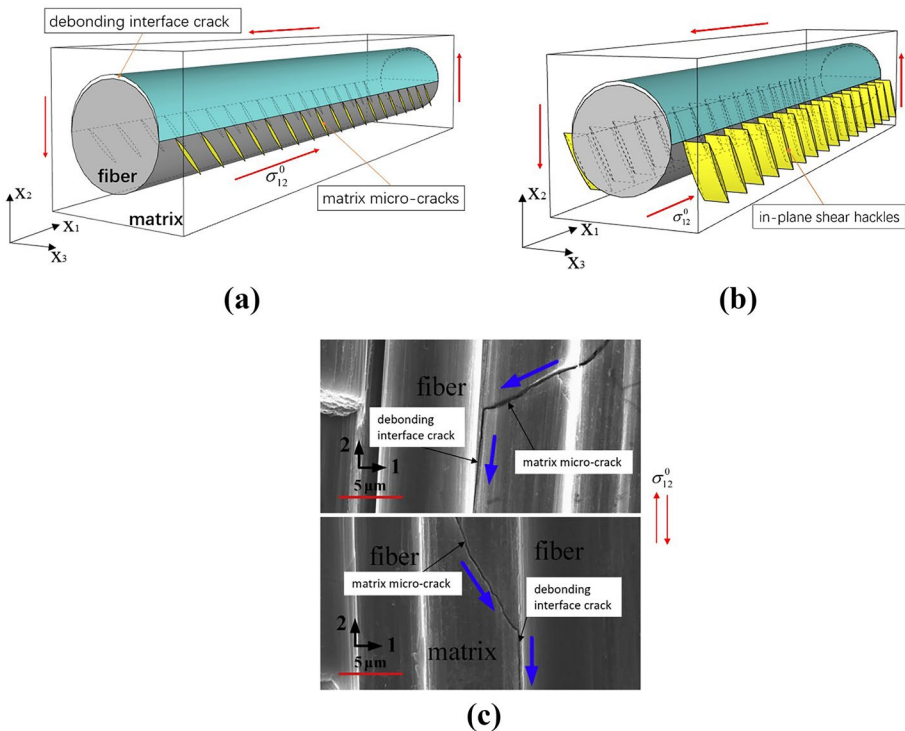 debonding interface crack
fiber
matrix
σ⁰₁₂
matrix micro-cracks
X₂
X₁
X₃
(a)
σ⁰₁₂
in-plane shear hackles
X₂
X₁
X₃
(b)
fiber
debonding
interface crack
matrix micro-crack
2
1
5 μm
σ⁰₁₂
fiber
fiber
matrix micro-crack
debonding
interface crack
2
1
5 μm
matrix
(c)